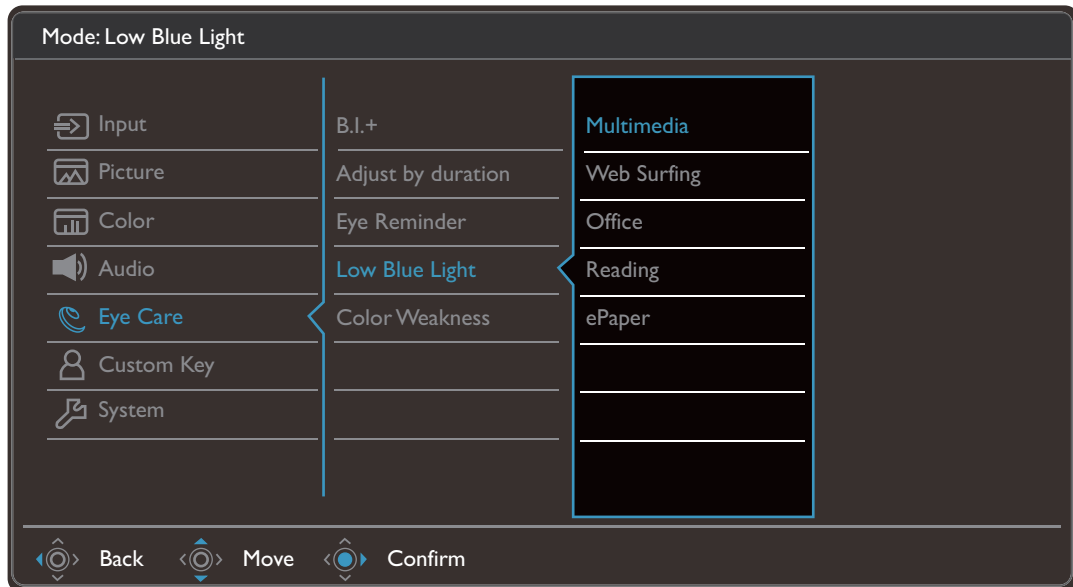 Mode: Low Blue Light
Input
Picture
Color
Audio
Eye Care
Custom Key
System
B.I.+
Adjust by duration
Eye Reminder
Low Blue Light
Color Weakness
Multimedia
Web Surfing
Office
Reading
ePaper
Back Move Confirm